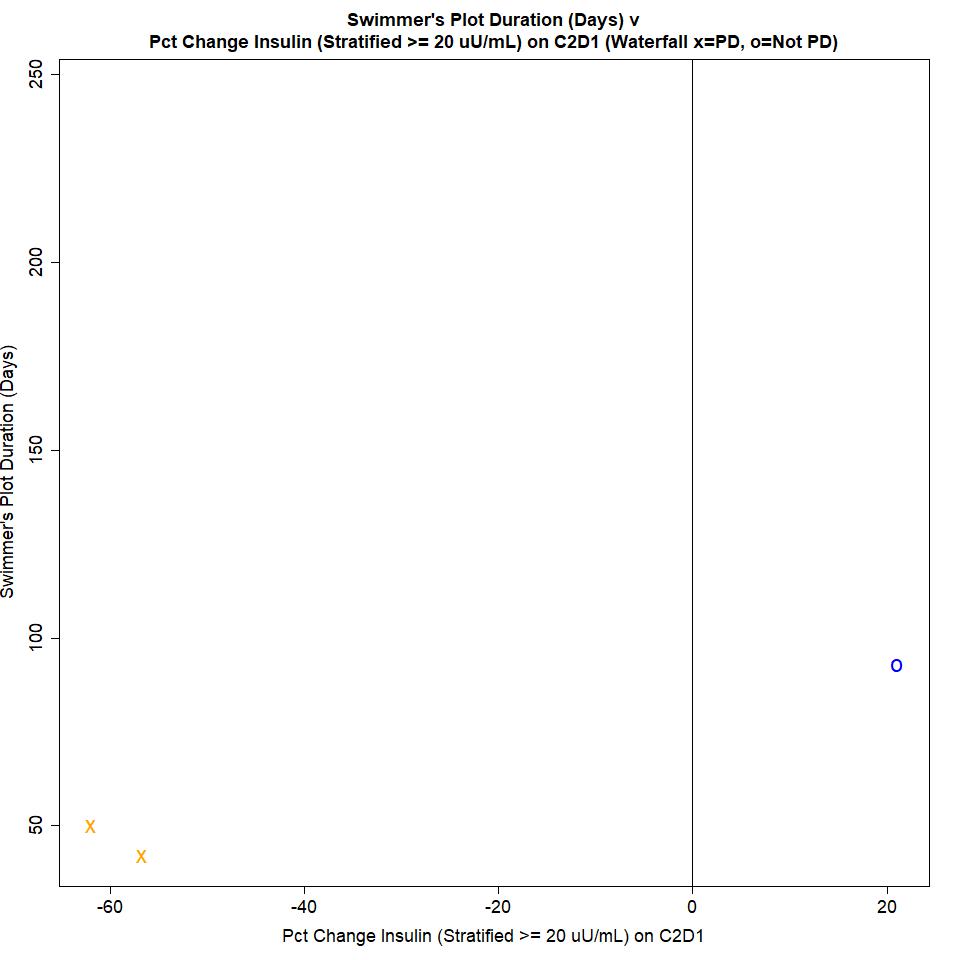 Swimmer's Plot Duration (Days) v
Pct Change Insulin (Stratified >= 20 uU/mL) on C2D1 (Waterfall x=PD, o=Not PD)
Swimmer's Plot Duration (Days)
250
200
150
100
50
O
X
X
-60 -40 -20 0 20
Pct Change Insulin (Stratified >= 20 uU/mL) on C2D1